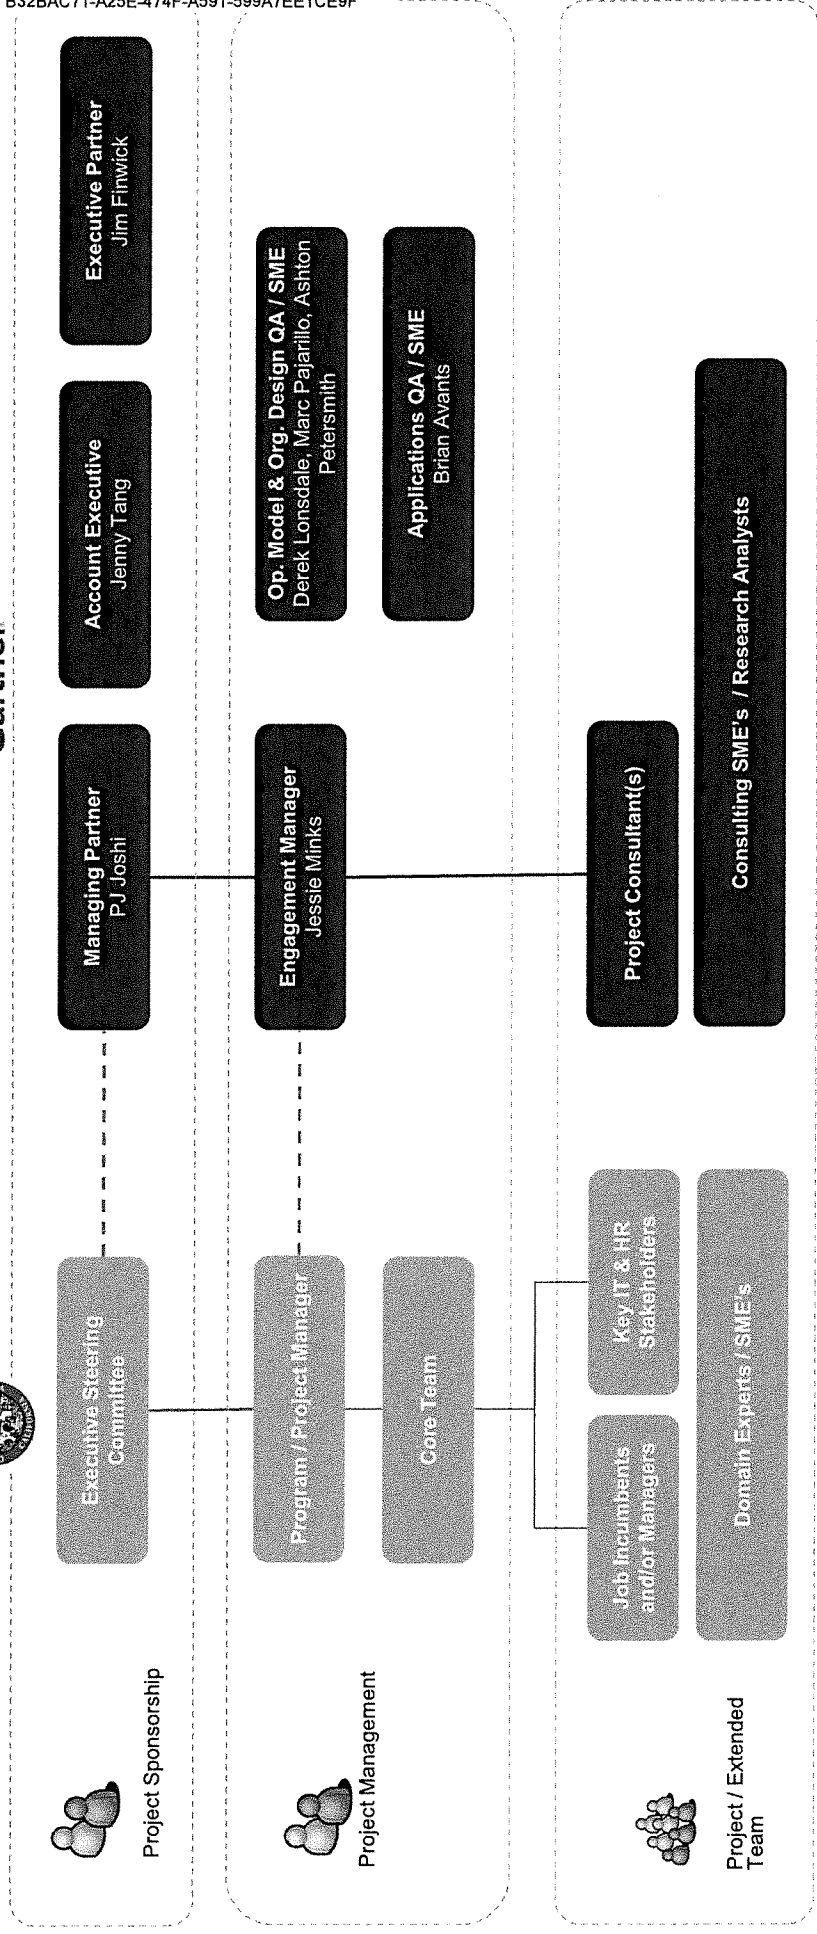 B32BAC71-A25E-474F-A591-599A7EE1CE9F
Project Sponsorship
Executive Steering
Committee
Managing Partner
PJ Joshi
Account Executive
Jenny Tang
Executive Partner
Jim Finwick
Project Management
Program / Project Manager
Core Team
Engagement Manager
Jessie Minks
Op. Model & Org. Design QA / SME
Derek Lonsdale, Marc Pajarillo, Ashton
Petersmith
Applications QA / SME
Brian Avants
Project / Extended
Team
Job Incumbents
and/or Managers
Key IT & HR
Stakeholders
Domain Experts / SME's
Project Consultant(s)
Consulting SME's / Research Analysts